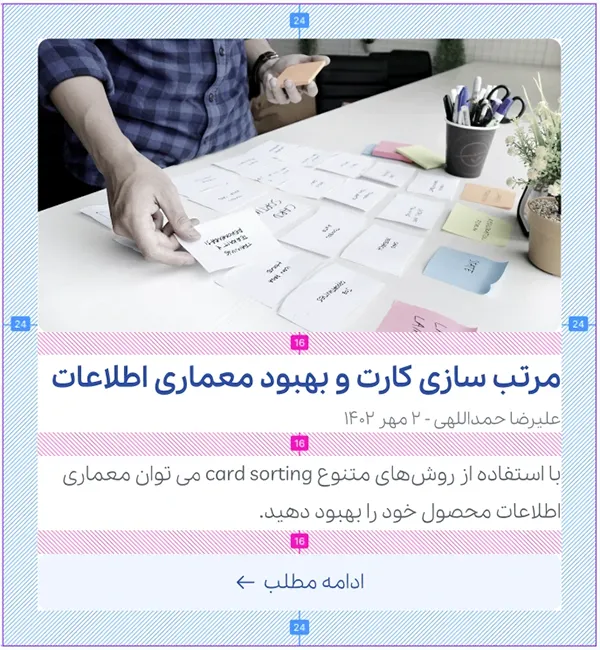 24
24
24
16
مرتب سازی کارت و بهبود معماری اطلاعات
علیرضا حمداللهی - ۲ مهر ۱۴۰۲
16
با استفاده از روش‌های متنوع card sorting می توان معماری
اطلاعات محصول خود را بهبود دهید.
16
ادامه مطلب ←
24